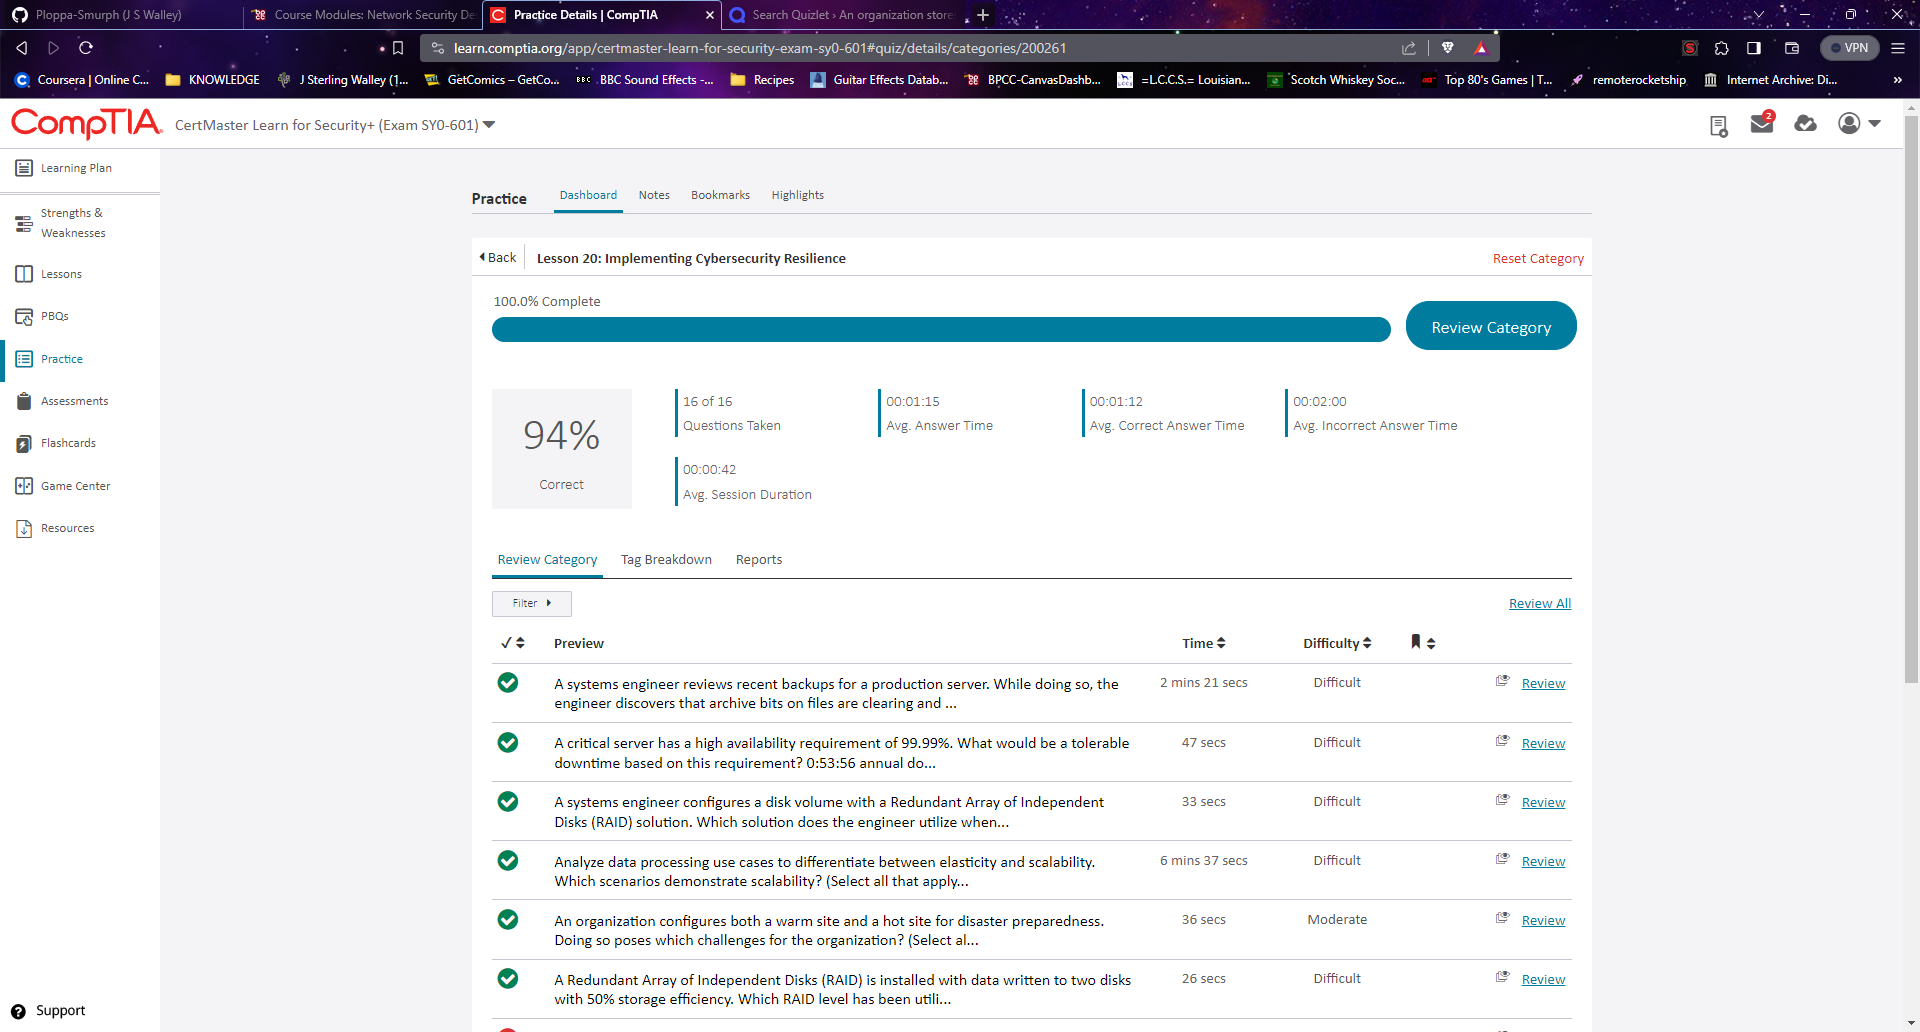 Ploppa-Smurph (J S Walley)
Course Modules: Network Security De
Practice Details | CompTIA
Search Quizlet › An organization store
learn.comptia.org/app/certmaster-learn-for-security-exam-sy0-601#quiz/details/categories/200261
VPN
Coursera | Online C...
KNOWLEDGE
J Sterling Walley (1...
GetComics – GetCo...
BBC
BBC Sound Effects -...
Recipes
Guitar Effects Datab...
BPCC-CanvasDashb...
=L.C.C.S.= Louisian...
Scotch Whiskey Soc...
Top 80's Games | T...
remoterocketship
Internet Archive: Di...
»
CompTIA.
CertMaster Learn for Security+ (Exam SY0-601)
2
Learning Plan
Strengths &
Weaknesses
Lessons
PBQs
Practice
Assessments
Flashcards
Game Center
Resources
Support
Practice
Dashboard
Notes
Bookmarks
Highlights
Back
Lesson 20: Implementing Cybersecurity Resilience
Reset Category
100.0% Complete
Review Category
94%
Correct
16 of 16
Questions Taken
00:01:15
Avg. Answer Time
00:01:12
Avg. Correct Answer Time
00:02:00
Avg. Incorrect Answer Time
00:00:42
Avg. Session Duration
Review Category
Tag Breakdown
Reports
Filter
Review All
Preview
Time
Difficulty
A systems engineer reviews recent backups for a production server. While doing so, the
engineer discovers that archive bits on files are clearing and ...
2 mins 21 secs
Difficult
Review
A critical server has a high availability requirement of 99.99%. What would be a tolerable
downtime based on this requirement? 0:53:56 annual do...
47 secs
Difficult
Review
A systems engineer configures a disk volume with a Redundant Array of Independent
Disks (RAID) solution. Which solution does the engineer utilize when...
33 secs
Difficult
Review
Analyze data processing use cases to differentiate between elasticity and scalability.
Which scenarios demonstrate scalability? (Select all that apply...
6 mins 37 secs
Difficult
Review
An organization configures both a warm site and a hot site for disaster preparedness.
Doing so poses which challenges for the organization? (Select al...
36 secs
Moderate
Review
A Redundant Array of Independent Disks (RAID) is installed with data written to two disks
with 50% storage efficiency. Which RAID level has been utili...
26 secs
Difficult
Review